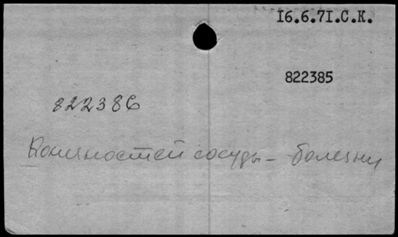 16.6.71.С.К.
822385
822386
Конечностей сосуды - болезни